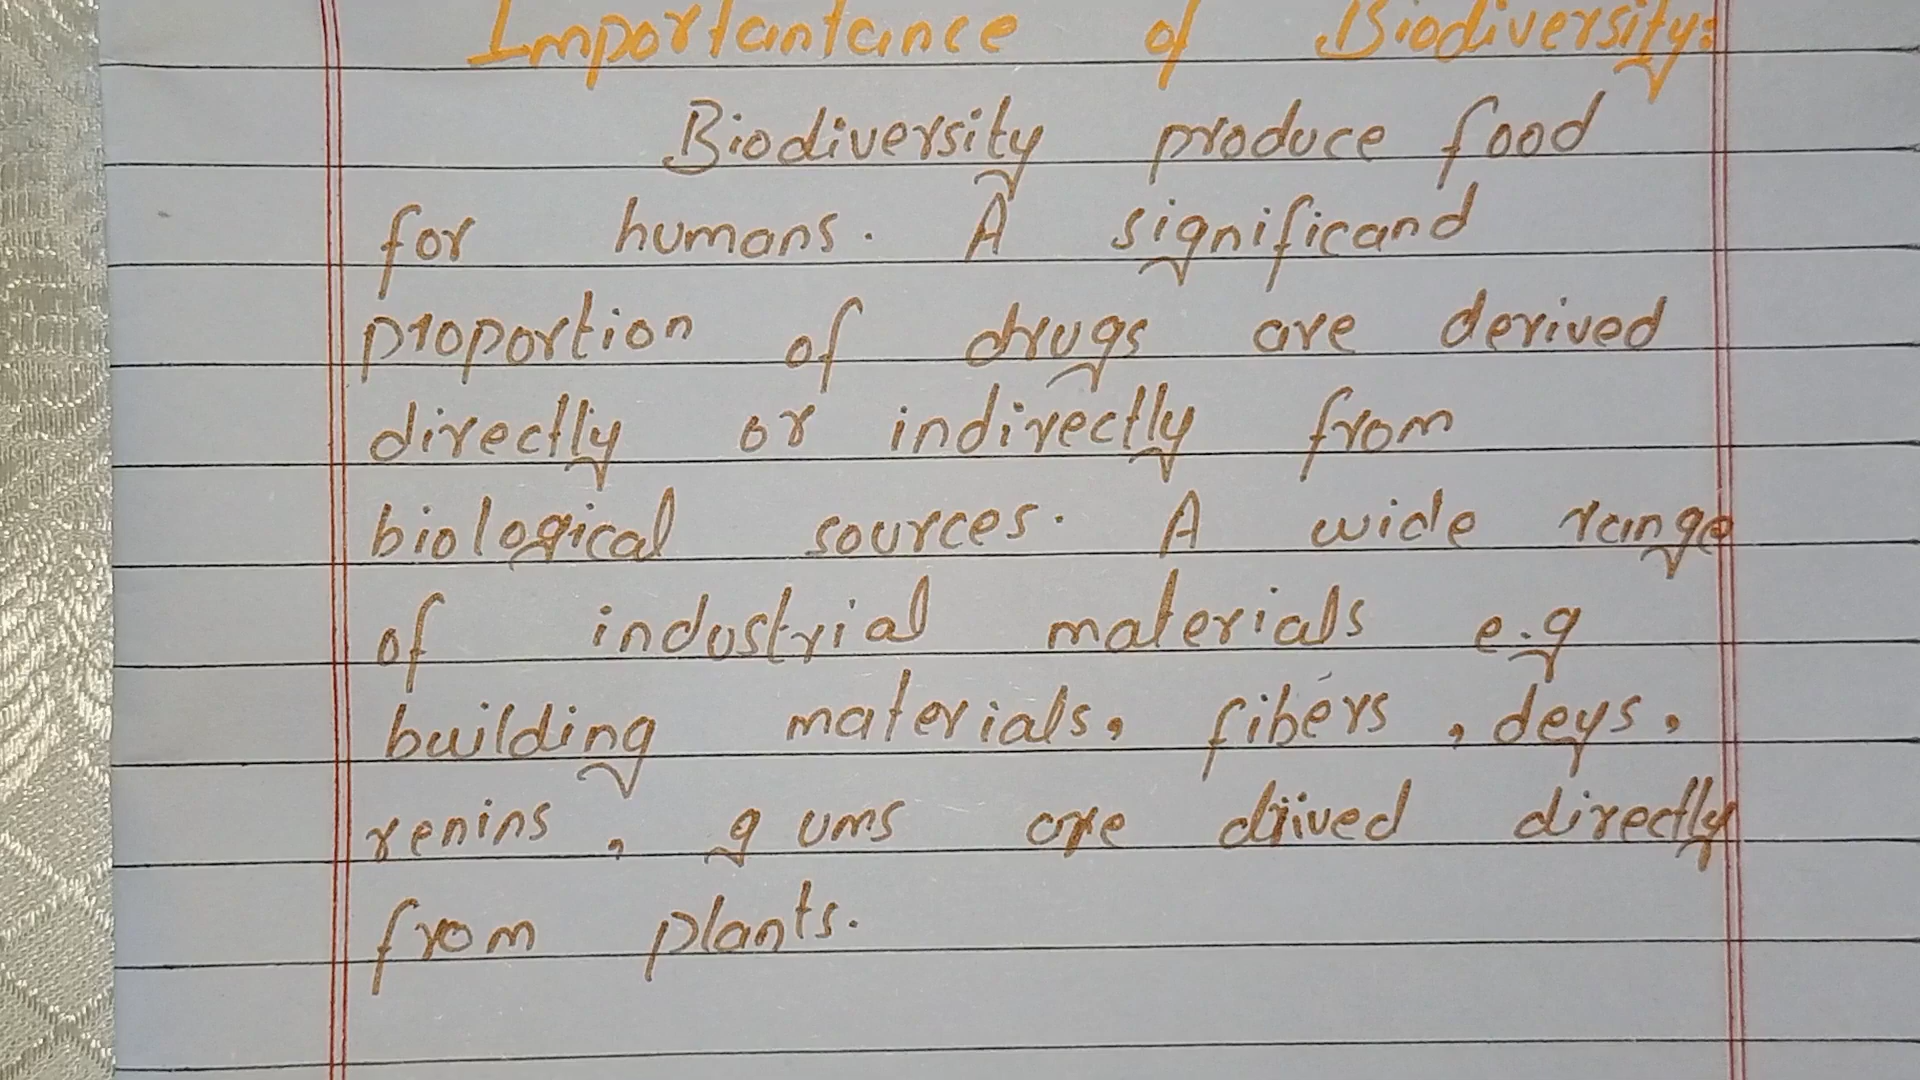 Importantance of Biodiversity:
Biodiversity produce food
for humans. A significand
proportion of drugs are derived
directly or indirectly from
biological sources. A wide range
of industrial materials e.g
building materials, fibers, deys,
renins, gums are driived directly
from plants.